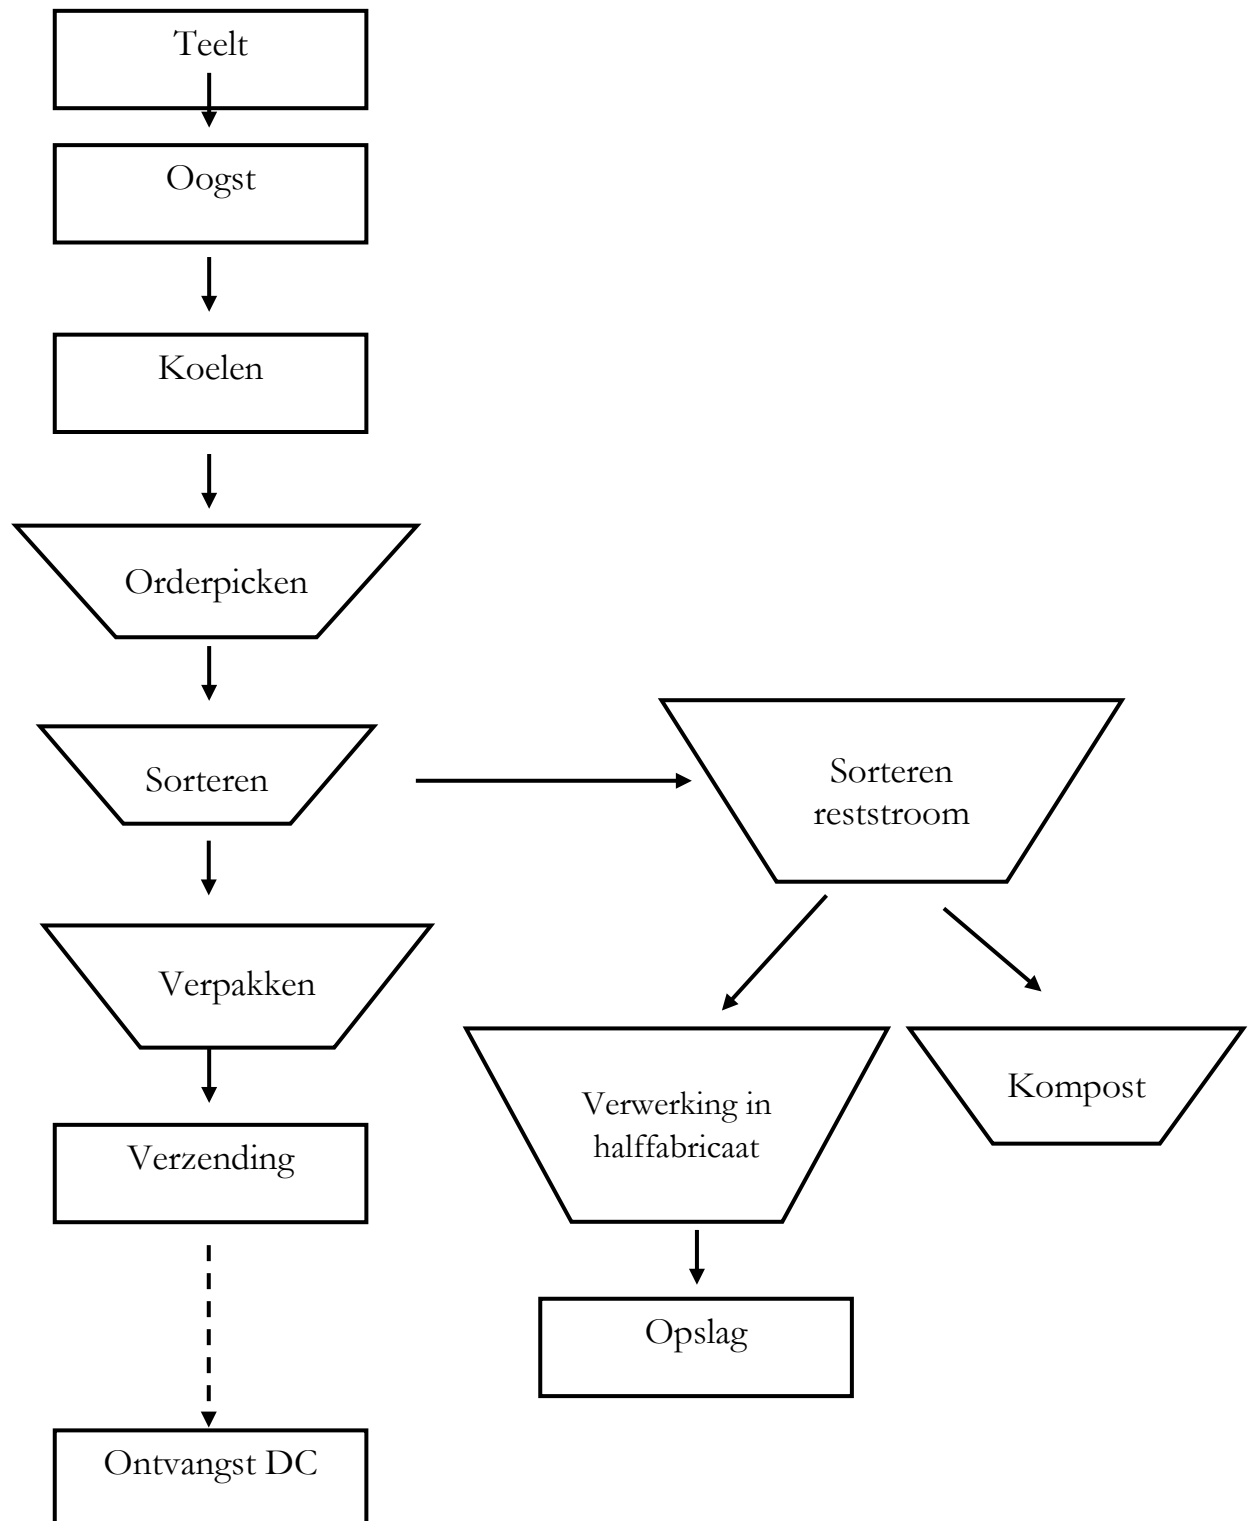 Teelt
Oogst
Koelen
Orderpicken
Sorteren
Sorteren
reststroom
Verpakken
Verwerking in
halffabricaat
Kompost
Verzending
Opslag
Ontvangst DC